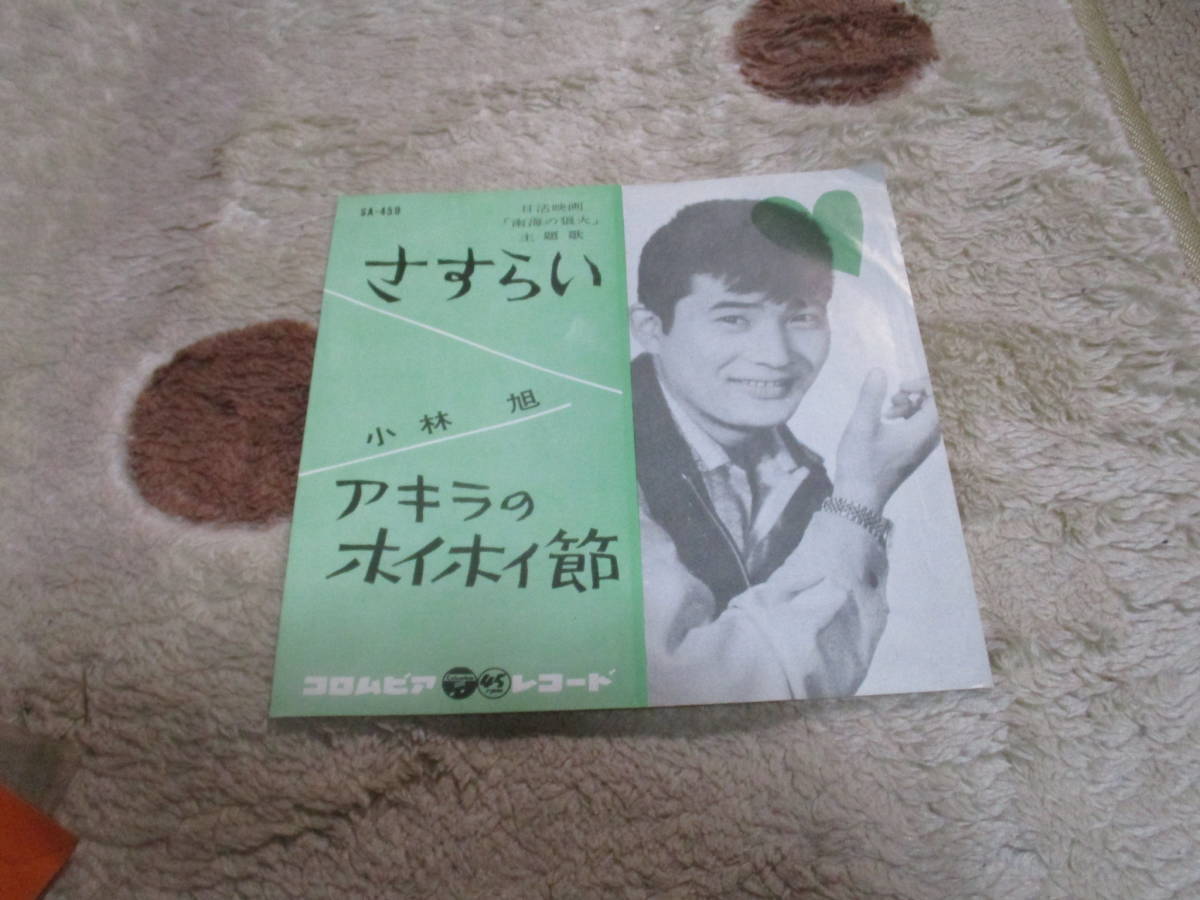 SA-459
日活映画
「南海の狼火」
主題歌
さすらい
小林 旭
アキラの
ホイホイ節
コロムビア Columbia 45 rpm レコード